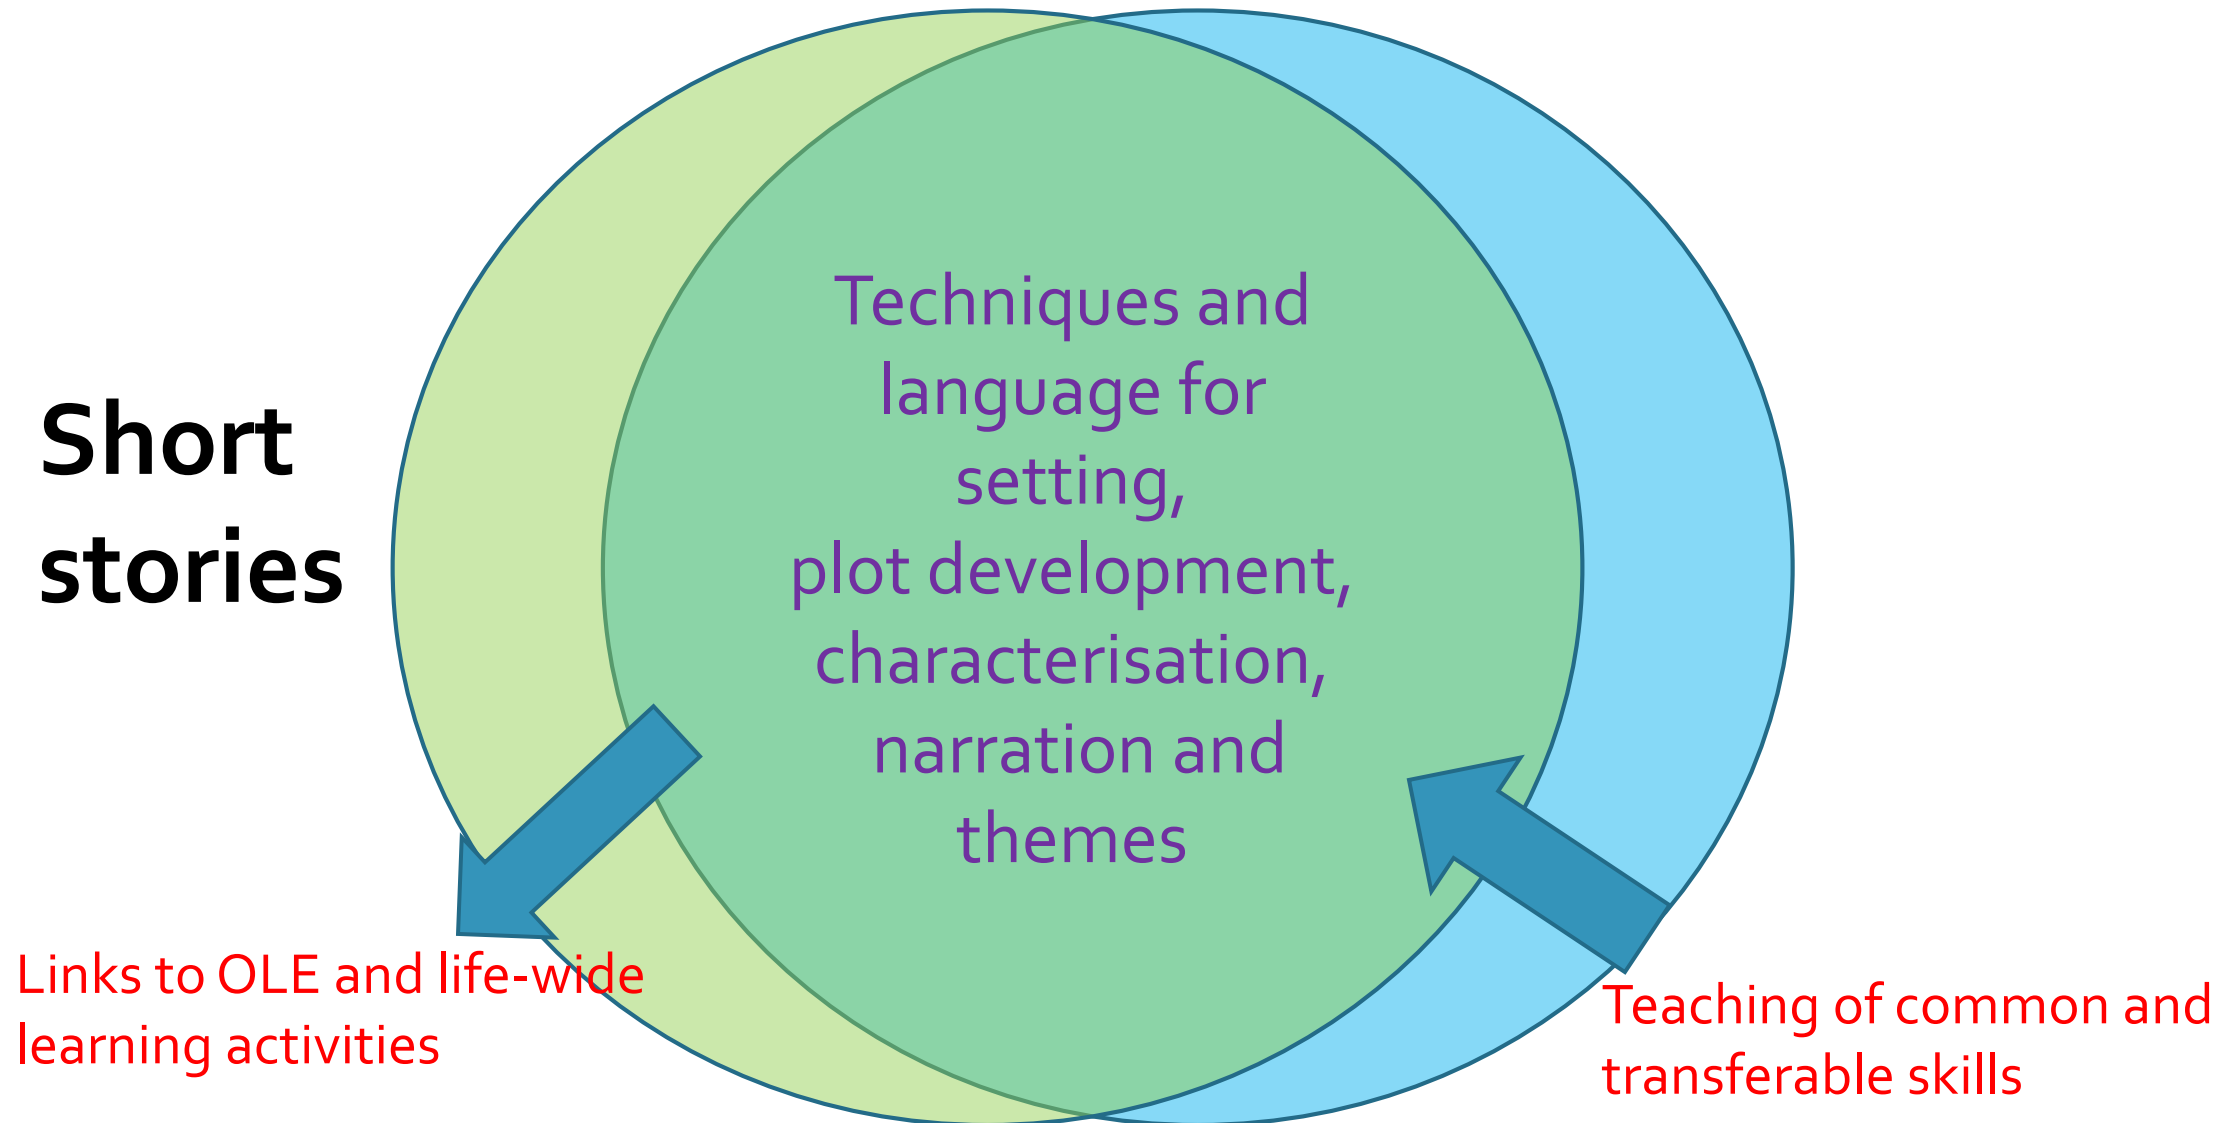 Short
stories
Techniques and
language for
setting,
plot development,
characterisation,
narration and
themes
Links to OLE and life-wide
learning activities
Teaching of common and
transferable skills